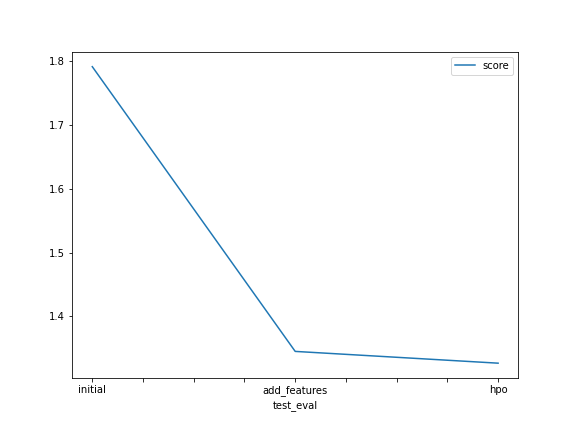 score
1.8
1.7
1.6
1.5
1.4
initial
add_features
hpo
test_eval